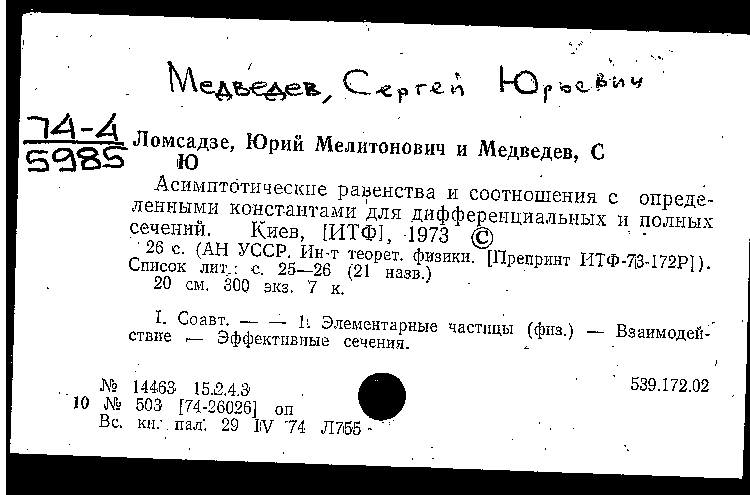 Медведев, Сергей Юрьевич
74-4
5985
Ломсадзе, Юрий Мелитонович и Медведев, С
Ю
Асимптотические равенства и соотношения с опреде-
ленными константами для дифференциальных и полных
сечений. Киев, [ИТФ], 1973 ©
26 с. (АН УССР. Ин-т теорет. физики. [Препринт ИТФ-73-172Р]).
Список лит.: с. 25—26 (21 назв.)
20 см. 300 экз. 7 к.
I. Соавт. — — 1. Элементарные частицы (физ.) — Взаимодей-
ствие — Эффективные сечения.
№ 14463 15.2.4.3 539.172.02
10 № 503 [74-26026] оп
Вс. кн. пал. 29 IV 74 Л755